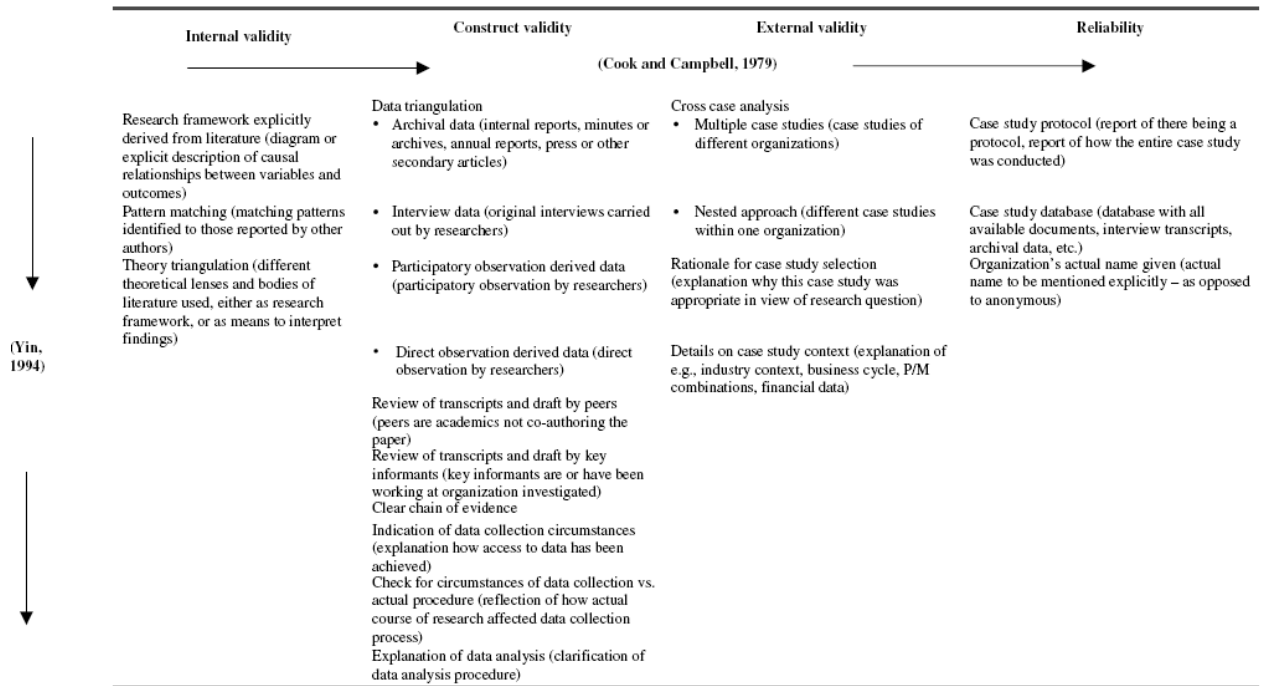 Internal validity
Construct validity
External validity
Reliability
(Cook and Campbell, 1979)
(Yin,
1994)
Research framework explicitly
derived from literature (diagram or
explicit description of causal
relationships between variables and
outcomes)
Pattern matching (matching patterns
identified to those reported by other
authors)
Theory triangulation (different
theoretical lenses and bodies of
literature used, either as research
framework, or as means to interpret
findings)
Data triangulation
• Archival data (internal reports, minutes or
archives, annual reports, press or other
secondary articles)
• Interview data (original interviews carried
out by researchers)
• Participatory observation derived data
(participatory observation by researchers)
• Direct observation derived data (direct
observation by researchers)
Review of transcripts and draft by peers
(peers are academics not co-authoring the
paper)
Review of transcripts and draft by key
informants (key informants are or have been
working at organization investigated)
Clear chain of evidence
Indication of data collection circumstances
(explanation how access to data has been
achieved)
Check for circumstances of data collection vs.
actual procedure (reflection of how actual
course of research affected data collection
process)
Explanation of data analysis (clarification of
data analysis procedure)
Cross case analysis
• Multiple case studies (case studies of
different organizations)
• Nested approach (different case studies
within one organization)
Rationale for case study selection
(explanation why this case study was
appropriate in view of research question)
Details on case study context (explanation of
e.g., industry context, business cycle, P/M
combinations, financial data)
Case study protocol (report of there being a
protocol, report of how the entire case study
was conducted)
Case study database (database with all
available documents, interview transcripts,
archival data, etc.)
Organization’s actual name given (actual
name to be mentioned explicitly – as opposed
to anonymous)